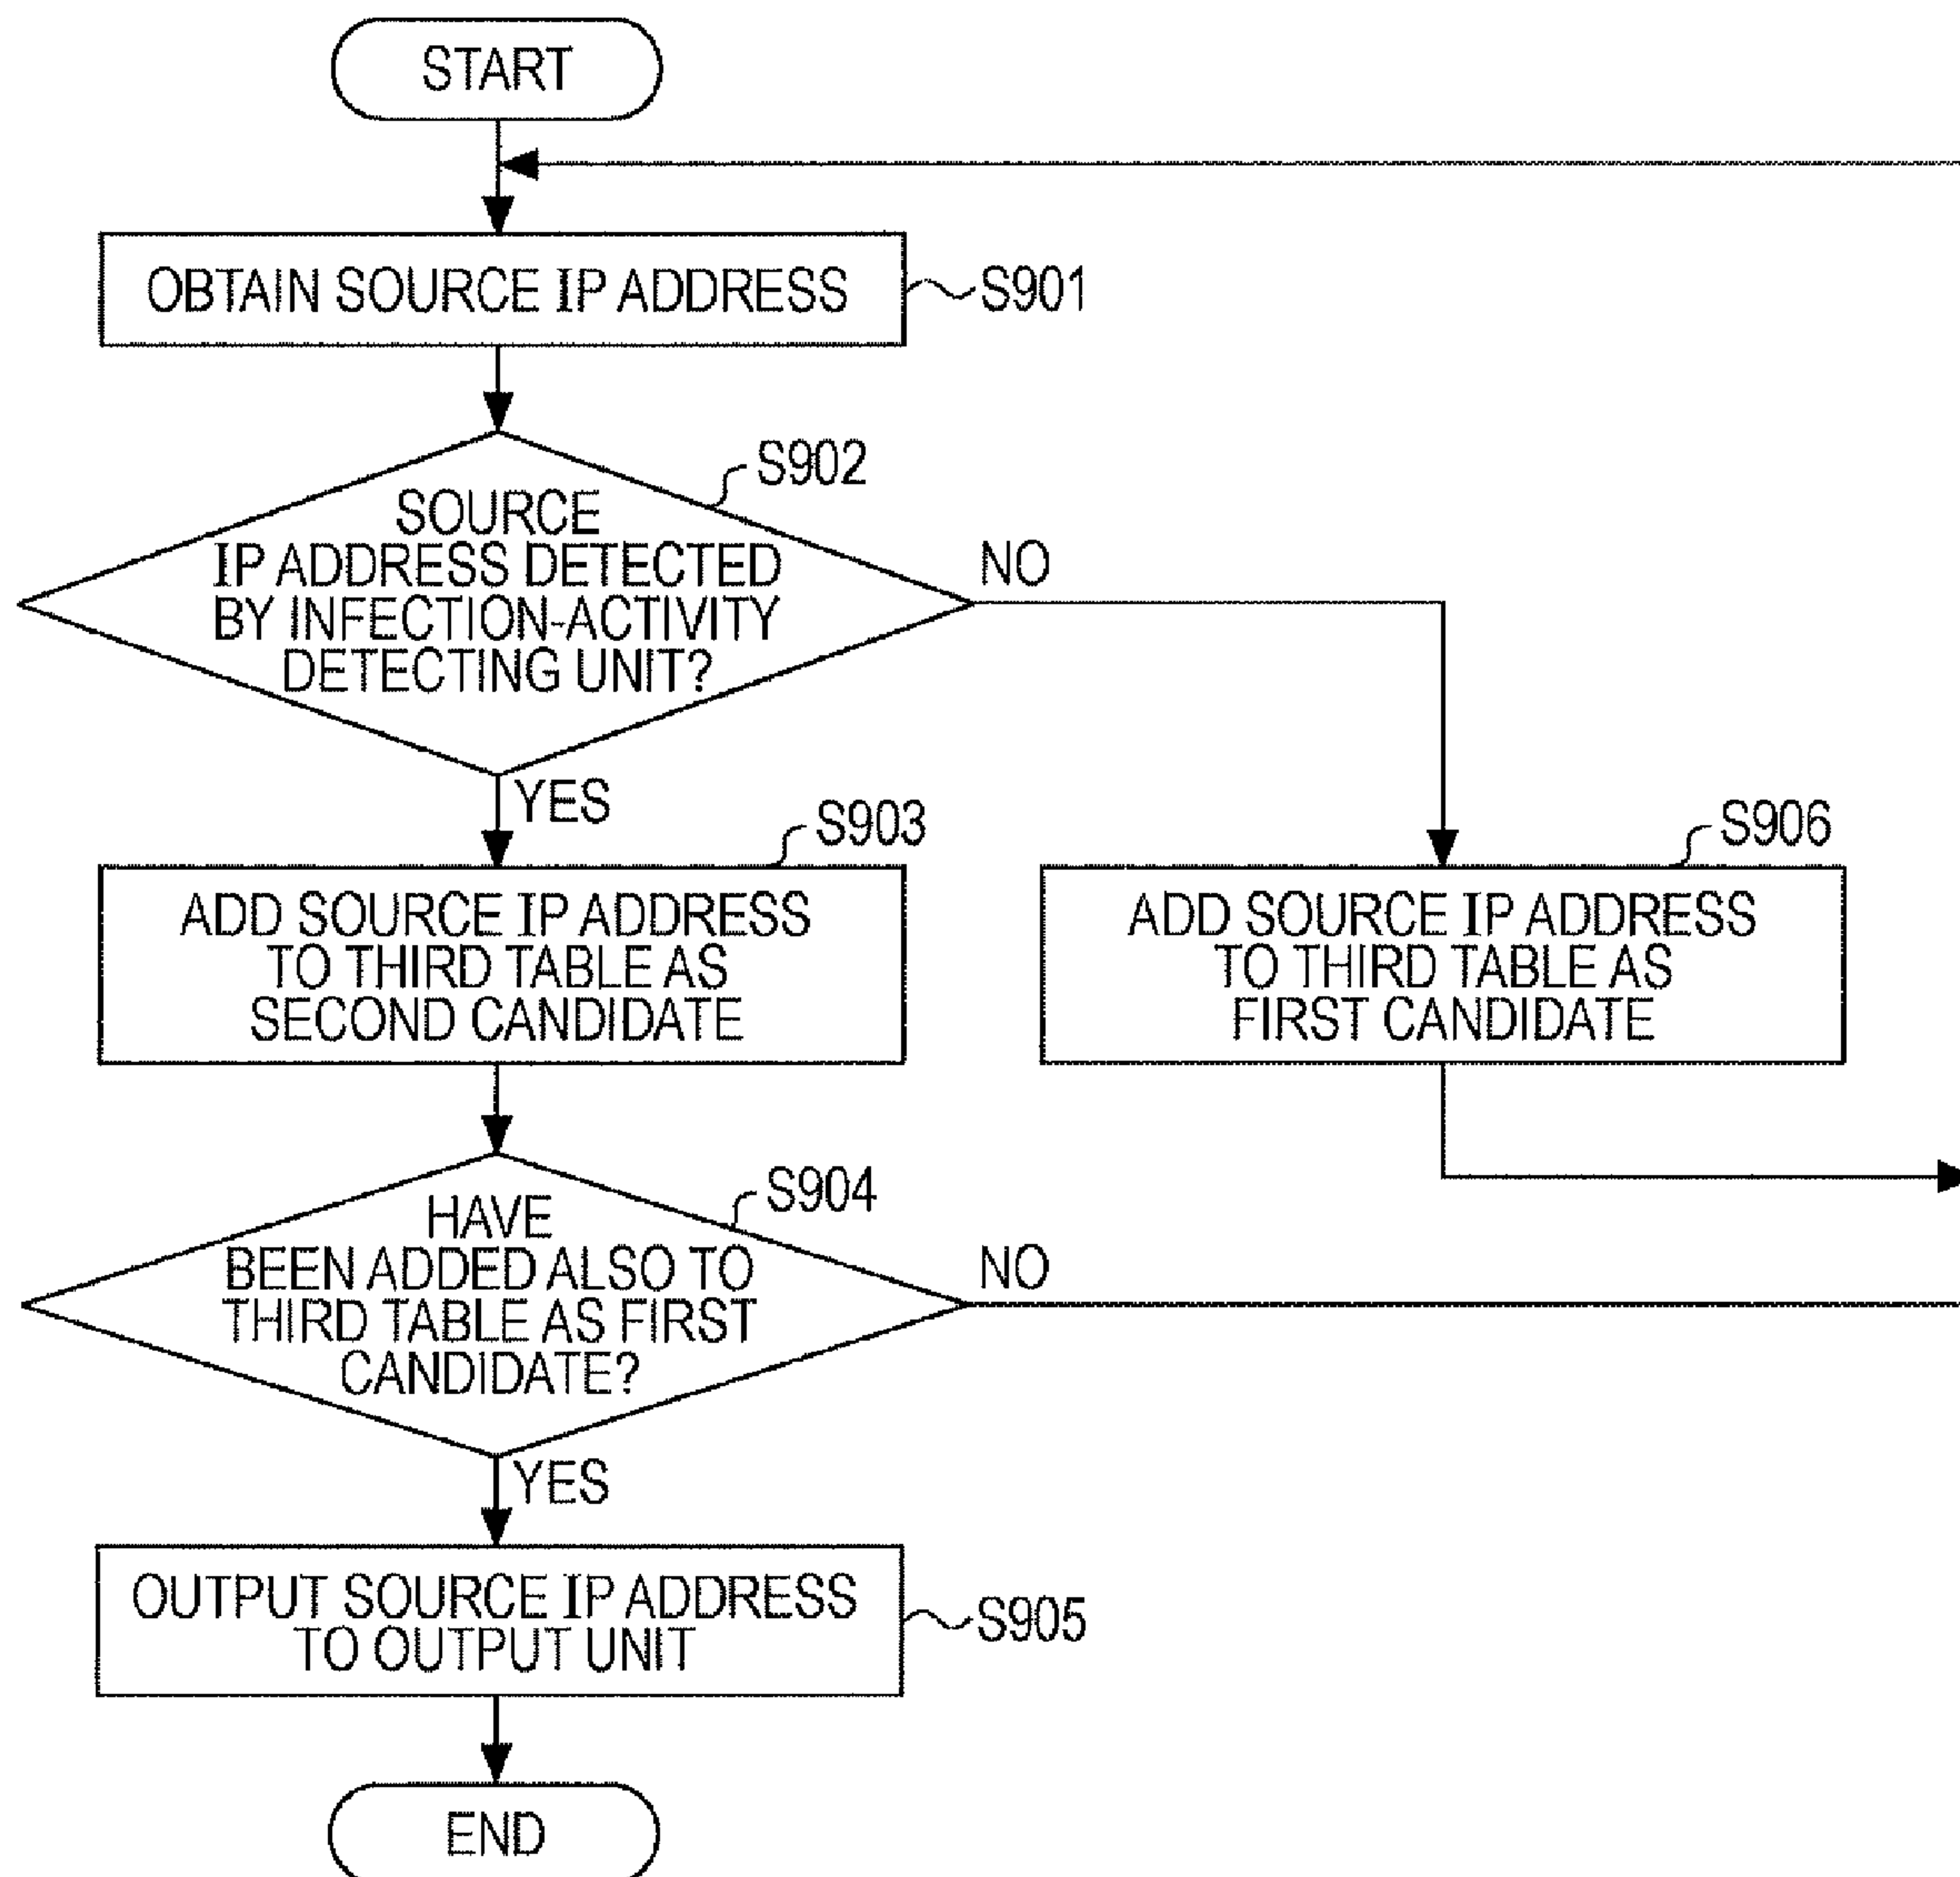 START
OBTAIN SOURCE IP ADDRESS
S901
S902
SOURCE
IP ADDRESS DETECTED
BY INFECTION-ACTIVITY
DETECTING UNIT?
NO
YES
S903
ADD SOURCE IP ADDRESS
TO THIRD TABLE AS
SECOND CANDIDATE
S906
ADD SOURCE IP ADDRESS
TO THIRD TABLE AS
FIRST CANDIDATE
S904
HAVE
BEEN ADDED ALSO TO
THIRD TABLE AS FIRST
CANDIDATE?
NO
YES
OUTPUT SOURCE IP ADDRESS
TO OUTPUT UNIT
S905
END